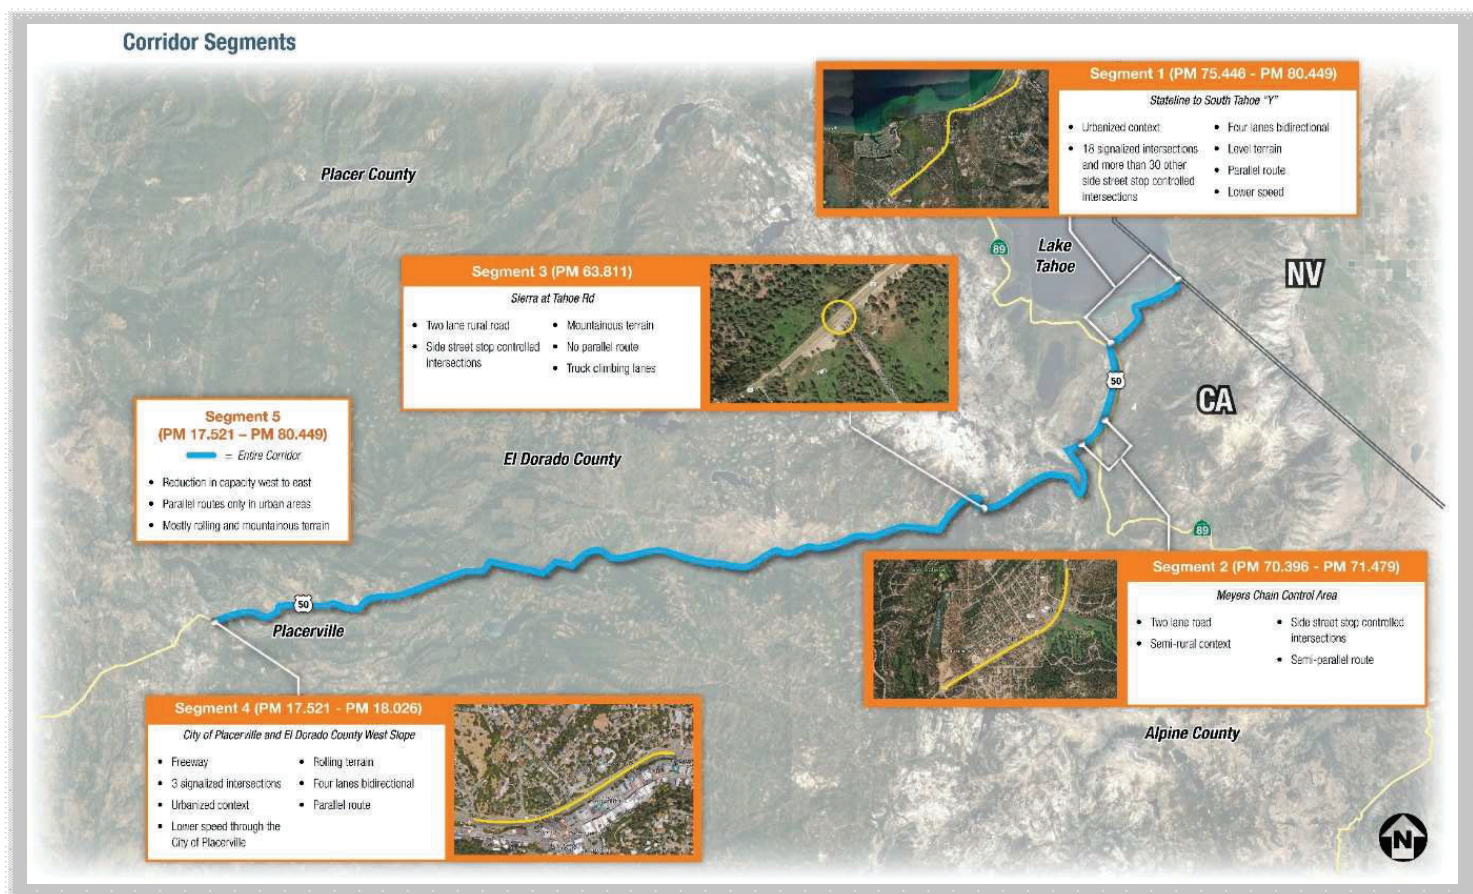 Corridor Segments
Segment 1 (PM 75.446 - PM 80.449)
Stateline to South Tahoe “Y”
• Urbanized context
• 18 signalized intersections
and more than 30 other
side street stop controlled
intersections
• Four lanes bidirectional
• Level terrain
• Parallel route
• Lower speed
Placer County
89
Lake
Tahoe
NV
Segment 3 (PM 63.811)
Sierra at Tahoe Rd
• Two lane rural road
• Side street stop controlled
intersections
• Mountainous terrain
• No parallel route
• Truck climbing lanes
50
CA
Segment 5
(PM 17.521 – PM 80.449)
= Entire Corridor
• Reduction in capacity west to east
• Parallel routes only in urban areas
• Mostly rolling and mountainous terrain
El Dorado County
89
Segment 2 (PM 70.396 - PM 71.479)
Meyers Chain Control Area
• Two lane road
• Semi-rural context
• Side street stop controlled
intersections
• Semi-parallel route
50
Placerville
Segment 4 (PM 17.521 - PM 18.026)
City of Placerville and El Dorado County West Slope
• Freeway
• 3 signalized intersections
• Urbanized context
• Lower speed through the
City of Placerville
• Rolling terrain
• Four lanes bidirectional
• Parallel route
Alpine County
N